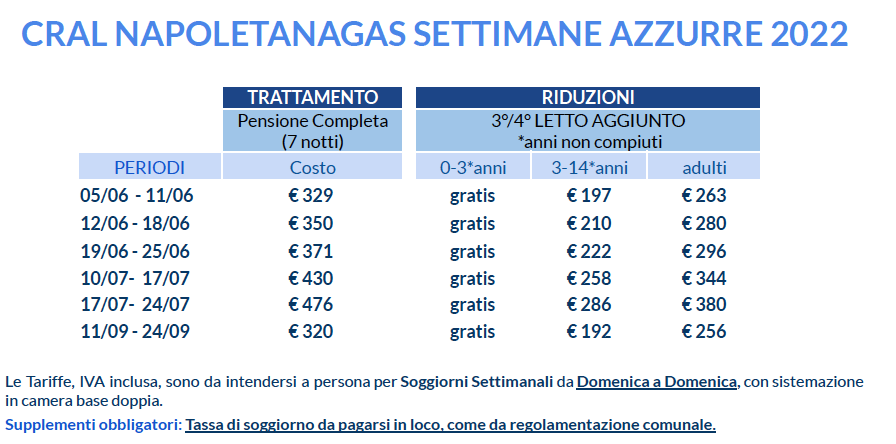 CRAL NAPOLETANAGAS SETTIMANE AZZURRE 2022
TRATTAMENTO RIDUZIONI
Pensione Completa 3°/4° LETTO AGGIUNTO
(7 notti) *anni non compiuti
PERIODI Costo 0-3*anni 3-14*anni adulti
05/06 - 11/06 € 329 gratis € 197 € 263
12/06 - 18/06 € 350 gratis € 210 € 280
19/06 - 25/06 € 371 gratis € 222 € 296
10/07- 17/07 € 430 gratis € 258 € 344
17/07- 24/07 € 476 gratis € 286 € 380
11/09 - 24/09 € 320 gratis € 192 € 256
Le Tariffe, IVA inclusa, sono da intendersi a persona per Soggiorni Settimanali da Domenica a Domenica, con sistemazione
in camera base doppia.
Supplementi obbligatori: Tassa di soggiorno da pagarsi in loco, come da regolamentazione comunale.